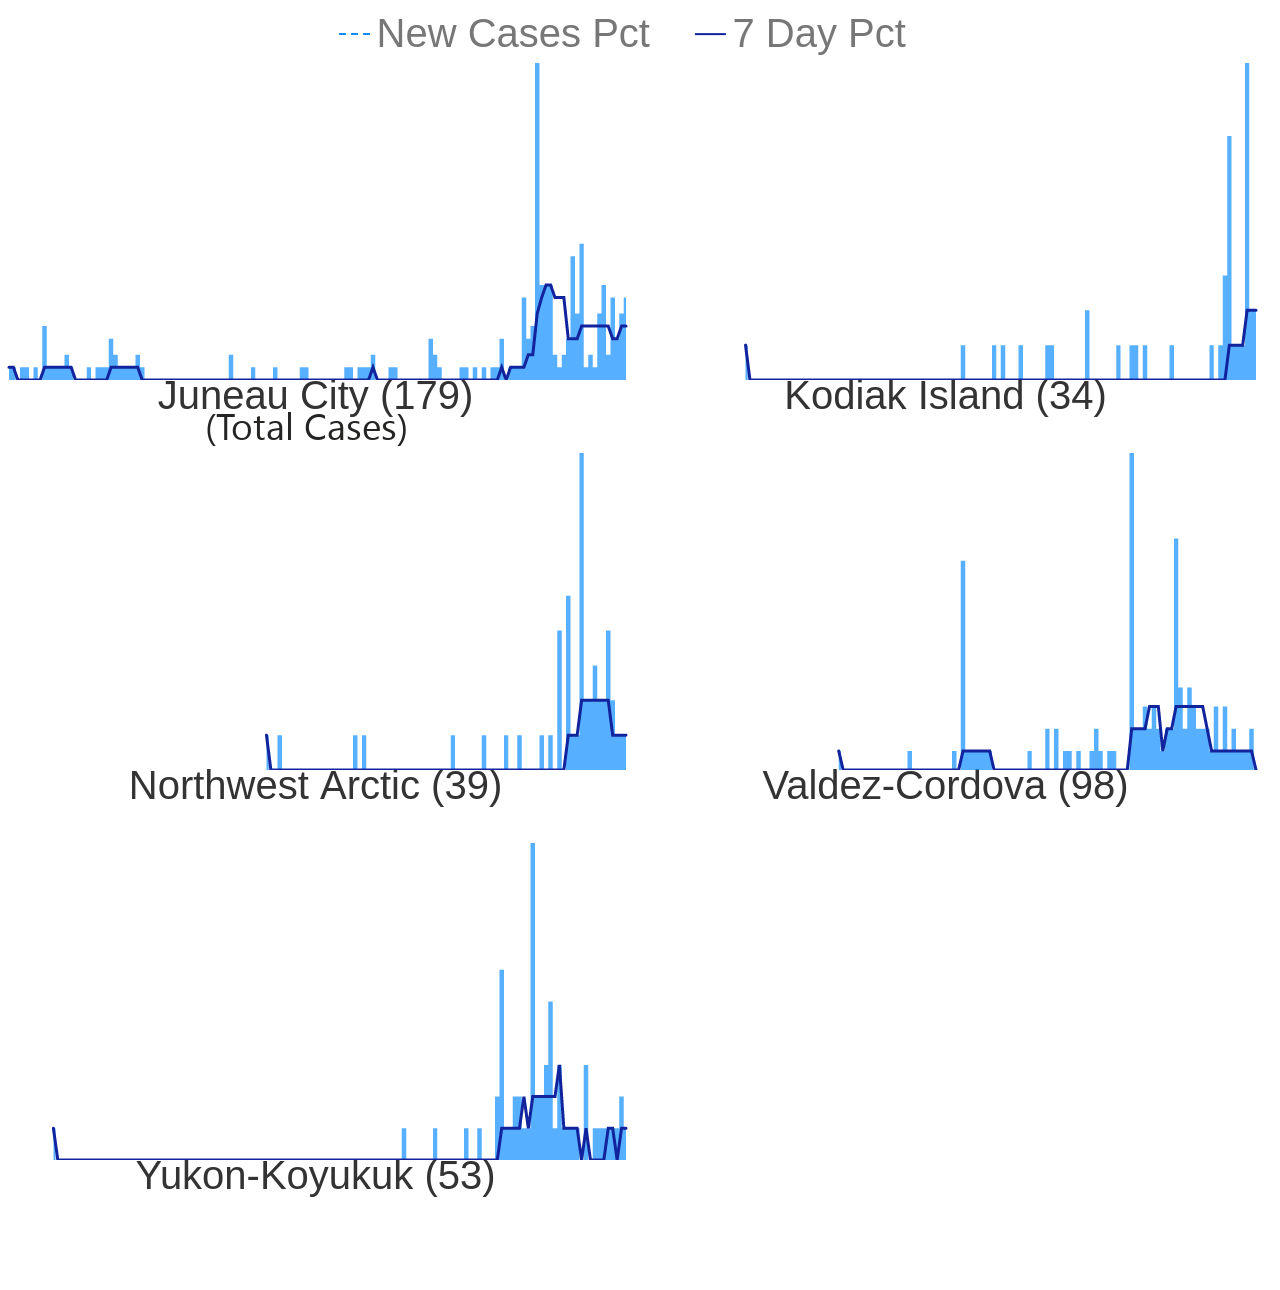 New Cases Pct 7 Day Pct
Juneau City (179)
(Total Cases)
Kodiak Island (34)
Northwest Arctic (39)
Valdez-Cordova (98)
Yukon-Koyukuk (53)